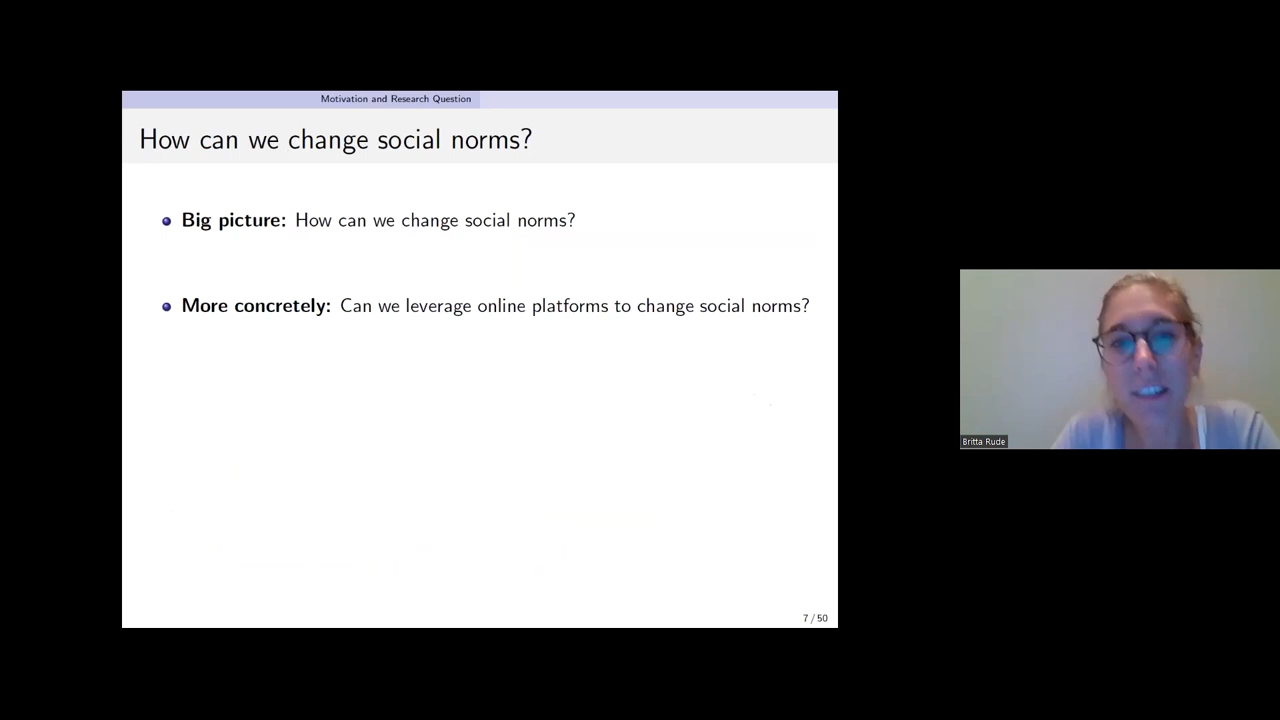 Motivation and Research Question
How can we change social norms?
Big picture: How can we change social norms?
More concretely: Can we leverage online platforms to change social norms?
Britta Rude
7 / 50